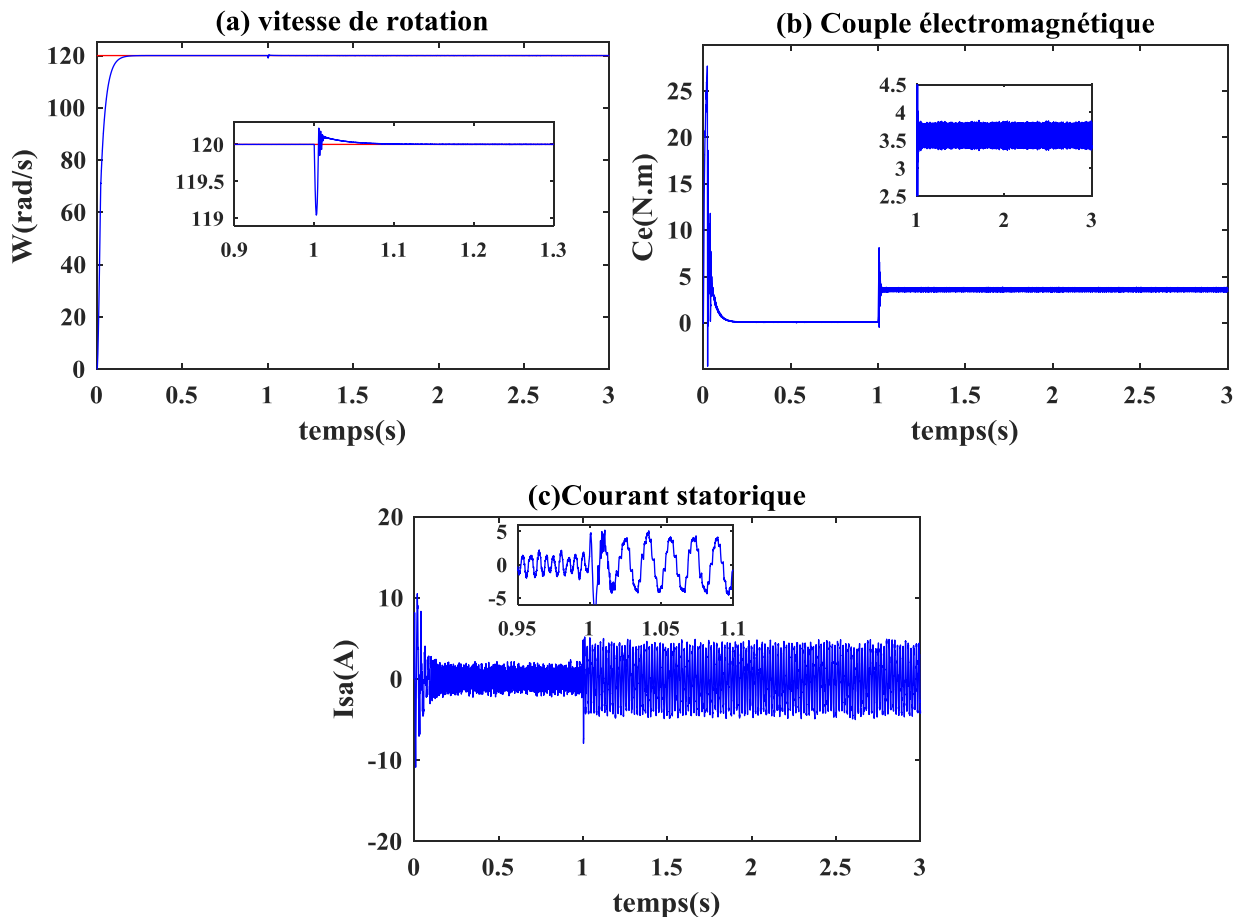 (a) vitesse de rotation
W(rad/s)
120
100
80
60
40
20
0
0 0.5 1 1.5 2 2.5 3
temps(s)
120
119.5
119
0.9 1 1.1 1.2 1.3
(b) Couple électromagnétique
Ce(N.m)
25
20
15
10
5
0
0 0.5 1 1.5 2 2.5 3
temps(s)
4.5
4
3.5
3
2.5
1 2 3
(c)Courant statorique
Isa(A)
20
10
0
-10
-20
0 0.5 1 1.5 2 2.5 3
temps(s)
5
0
-5
0.95 1 1.05 1.1